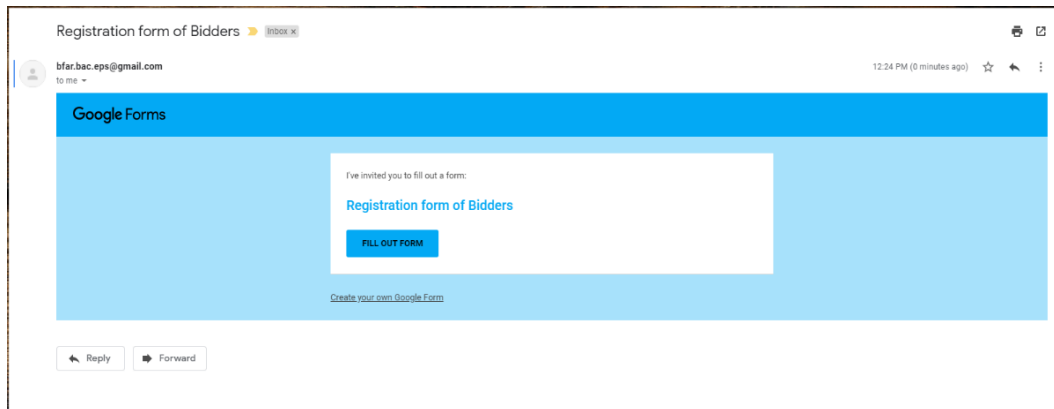 Registration form of Bidders
Inbox x
bfar.bac.eps@gmail.com
12:24 PM (0 minutes ago)
to me
Google Forms
I've invited you to fill out a form:
Registration form of Bidders
FILL OUT FORM
Create your own Google Form
Reply
Forward